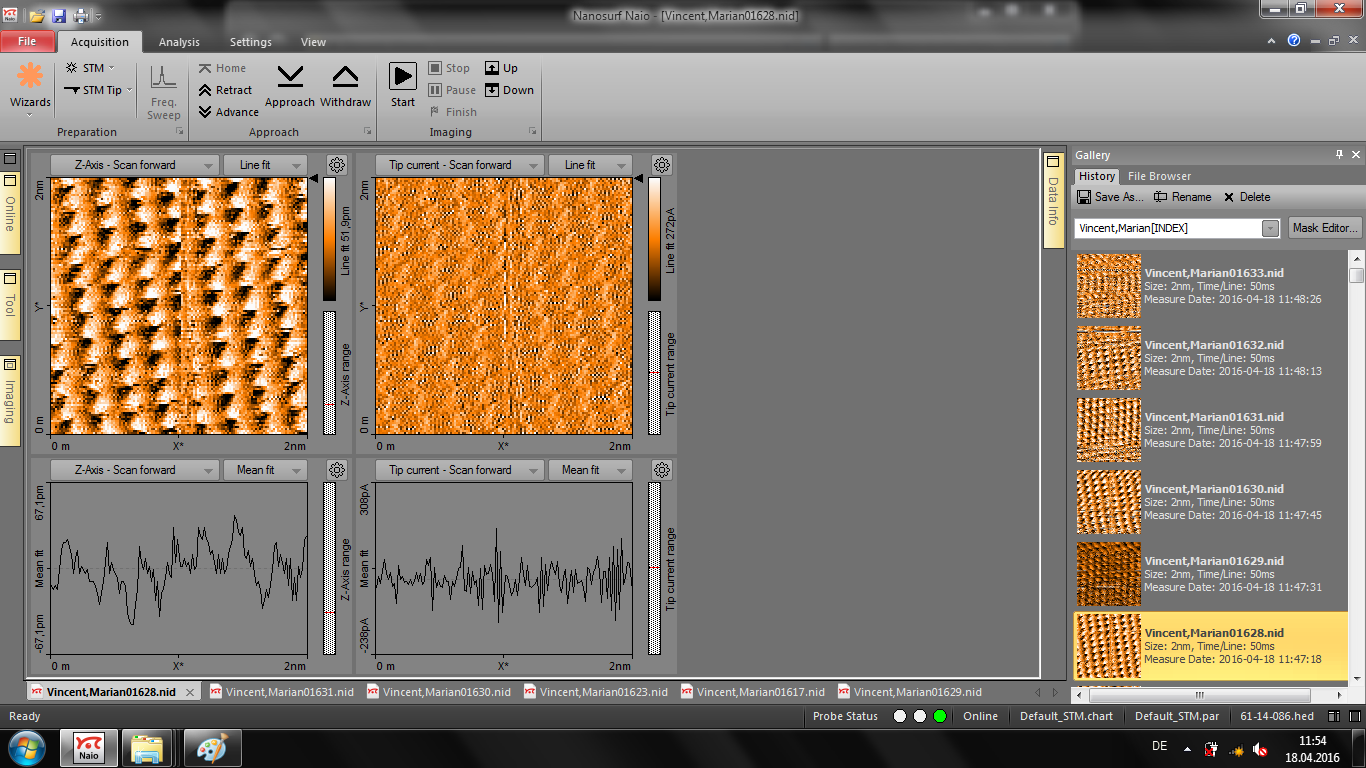 Nanosurf Naio - [Vincent,Marian01628.nid]
File Acquisition Analysis Settings View
Wizards
STM
STM Tip
Freq. Sweep
Preparation
Home
Retract
Advance
Approach
Withdraw
Approach
Start
Stop
Pause
Finish
Up
Down
Imaging
Online
Tool
Imaging
Z-Axis - Scan forward Line fit
2nm
Y*
0 m
0 m X* 2nm
Line fit 51,9pm
Z-Axis range
Tip current - Scan forward Line fit
2nm
Y*
0 m
0 m X* 2nm
Line fit 272pA
Tip current range
Z-Axis - Scan forward Mean fit
67,1pm
Mean fit
-67,1pm
0 m X* 2nm
Z-Axis range
Tip current - Scan forward Mean fit
308pA
Mean fit
-238pA
0 m X* 2nm
Tip current range
Data Info
Gallery
History File Browser
Save As... Rename Delete
Vincent,Marian[INDEX] Mask Editor...
Vincent,Marian01633.nid
Size: 2nm, Time/Line: 50ms
Measure Date: 2016-04-18 11:48:26
Vincent,Marian01632.nid
Size: 2nm, Time/Line: 50ms
Measure Date: 2016-04-18 11:48:13
Vincent,Marian01631.nid
Size: 2nm, Time/Line: 50ms
Measure Date: 2016-04-18 11:47:59
Vincent,Marian01630.nid
Size: 2nm, Time/Line: 50ms
Measure Date: 2016-04-18 11:47:45
Vincent,Marian01629.nid
Size: 2nm, Time/Line: 50ms
Measure Date: 2016-04-18 11:47:31
Vincent,Marian01628.nid
Size: 2nm, Time/Line: 50ms
Measure Date: 2016-04-18 11:47:18
Vincent,Marian01628.nid Vincent,Marian01631.nid Vincent,Marian01630.nid Vincent,Marian01623.nid Vincent,Marian01617.nid Vincent,Marian01629.nid
Ready Probe Status Online Default_STM.chart Default_STM.par 61-14-086.hed
Naio
DE
11:54
18.04.2016